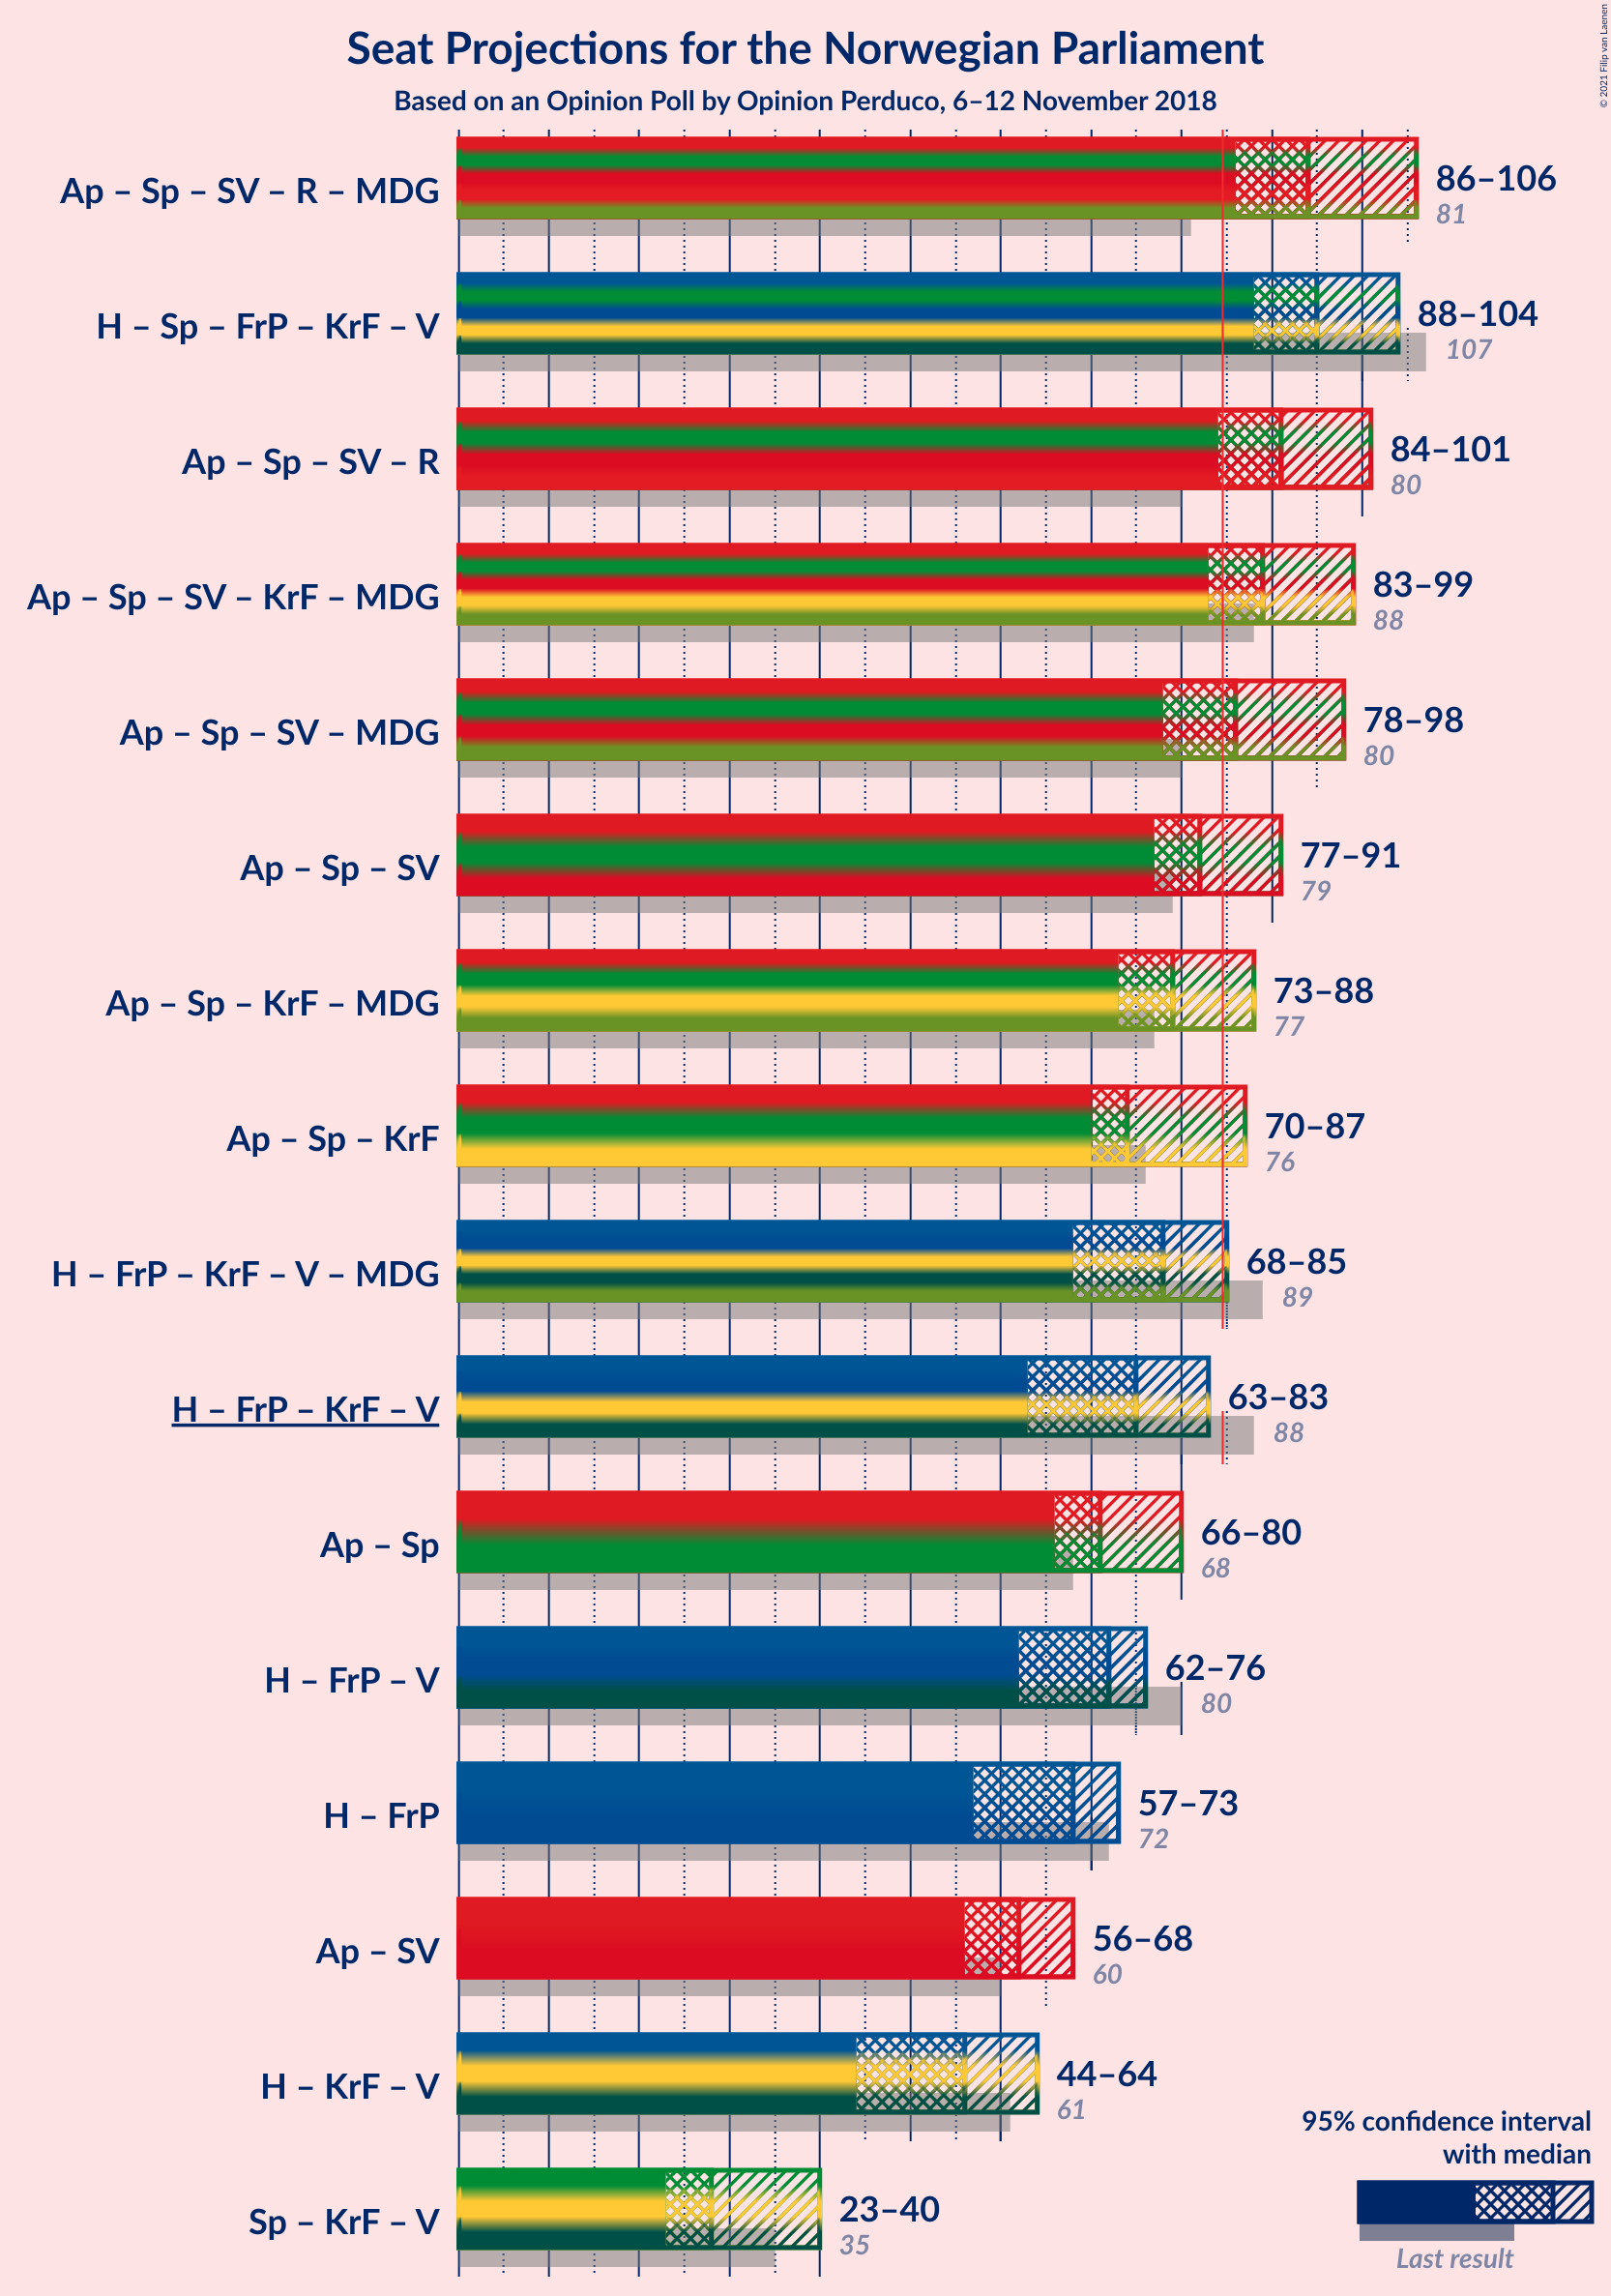 Seat Projections for the Norwegian Parliament
Based on an Opinion Poll by Opinion Perduco, 6–12 November 2018
© 2021 Filip van Laenen
Ap – Sp – SV – R – MDG
86–106
81
H – Sp – FrP – KrF – V
88–104
107
Ap – Sp – SV – R
84–101
80
Ap – Sp – SV – KrF – MDG
83–99
88
Ap – Sp – SV – MDG
78–98
80
Ap – Sp – SV
77–91
79
Ap – Sp – KrF – MDG
73–88
77
Ap – Sp – KrF
70–87
76
H – FrP – KrF – V – MDG
68–85
89
H – FrP – KrF – V
63–83
88
Ap – Sp
66–80
68
H – FrP – V
62–76
80
H – FrP
57–73
72
Ap – SV
56–68
60
H – KrF – V
44–64
61
Sp – KrF – V
23–40
35
95% confidence interval
with median
Last result